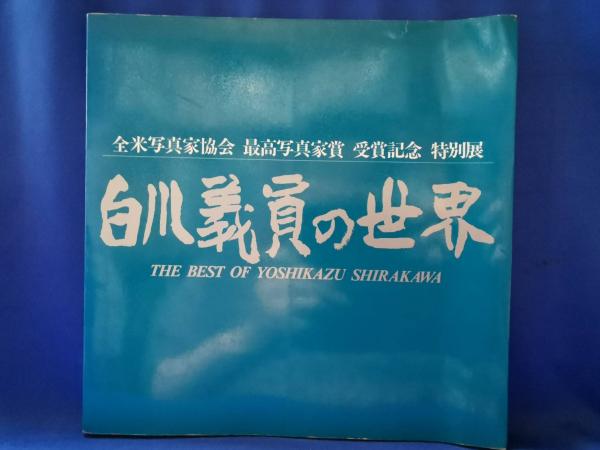 全米写真家協会 最高写真家賞 受賞記念 特別展
白川義員の世界
THE BEST OF YOSHIKAZU SHIRAKAWA